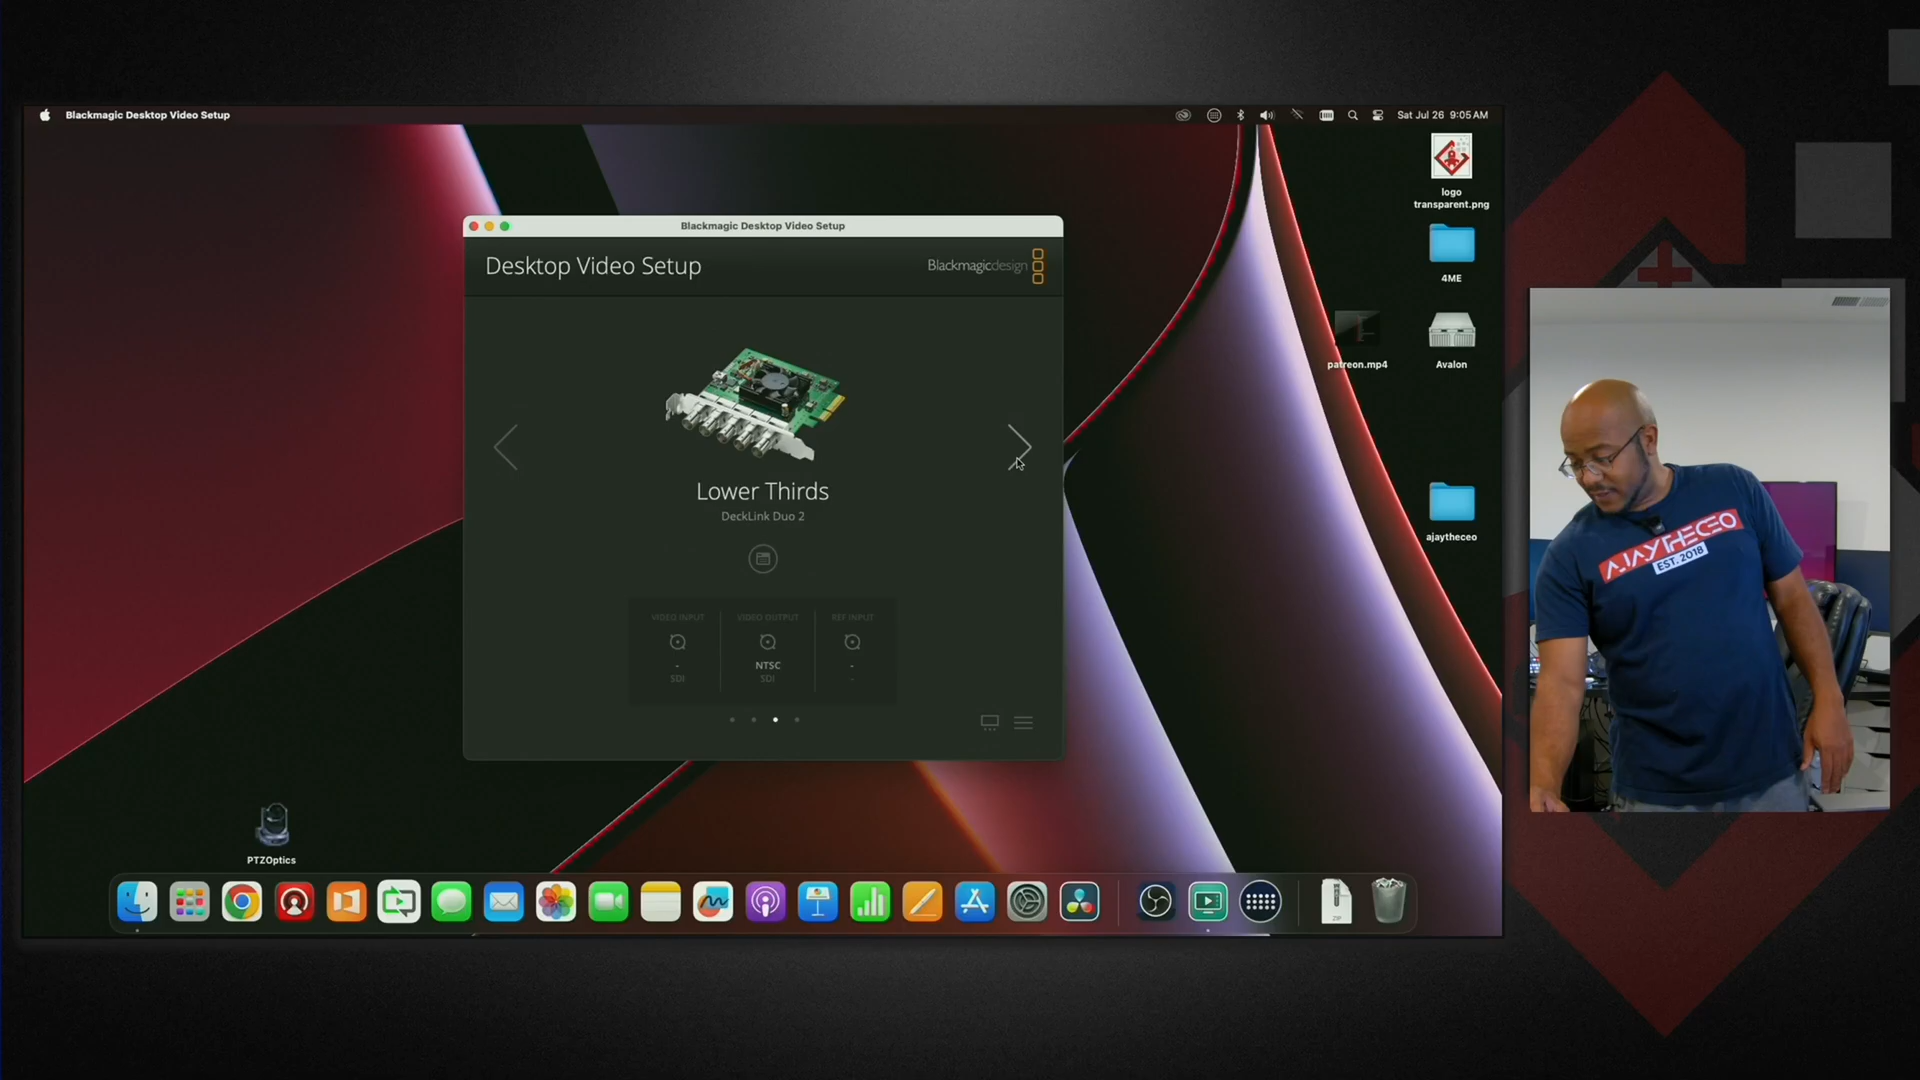 Blackmagic Desktop Video Setup
Sat Jul 26 9:05 AM
logo
transparent.png
4ME
patreon.mp4
Avalon
ajaytheceo
Blackmagic Desktop Video Setup
Desktop Video Setup
Blackmagicdesign
Lower Thirds
DeckLink Duo 2
VIDEO INPUT
VIDEO OUTPUT
REF INPUT
-
NTSC
-
SDI
SDI
-
AJAYTHECEO
EST. 2018
PTZOptics
ZIP